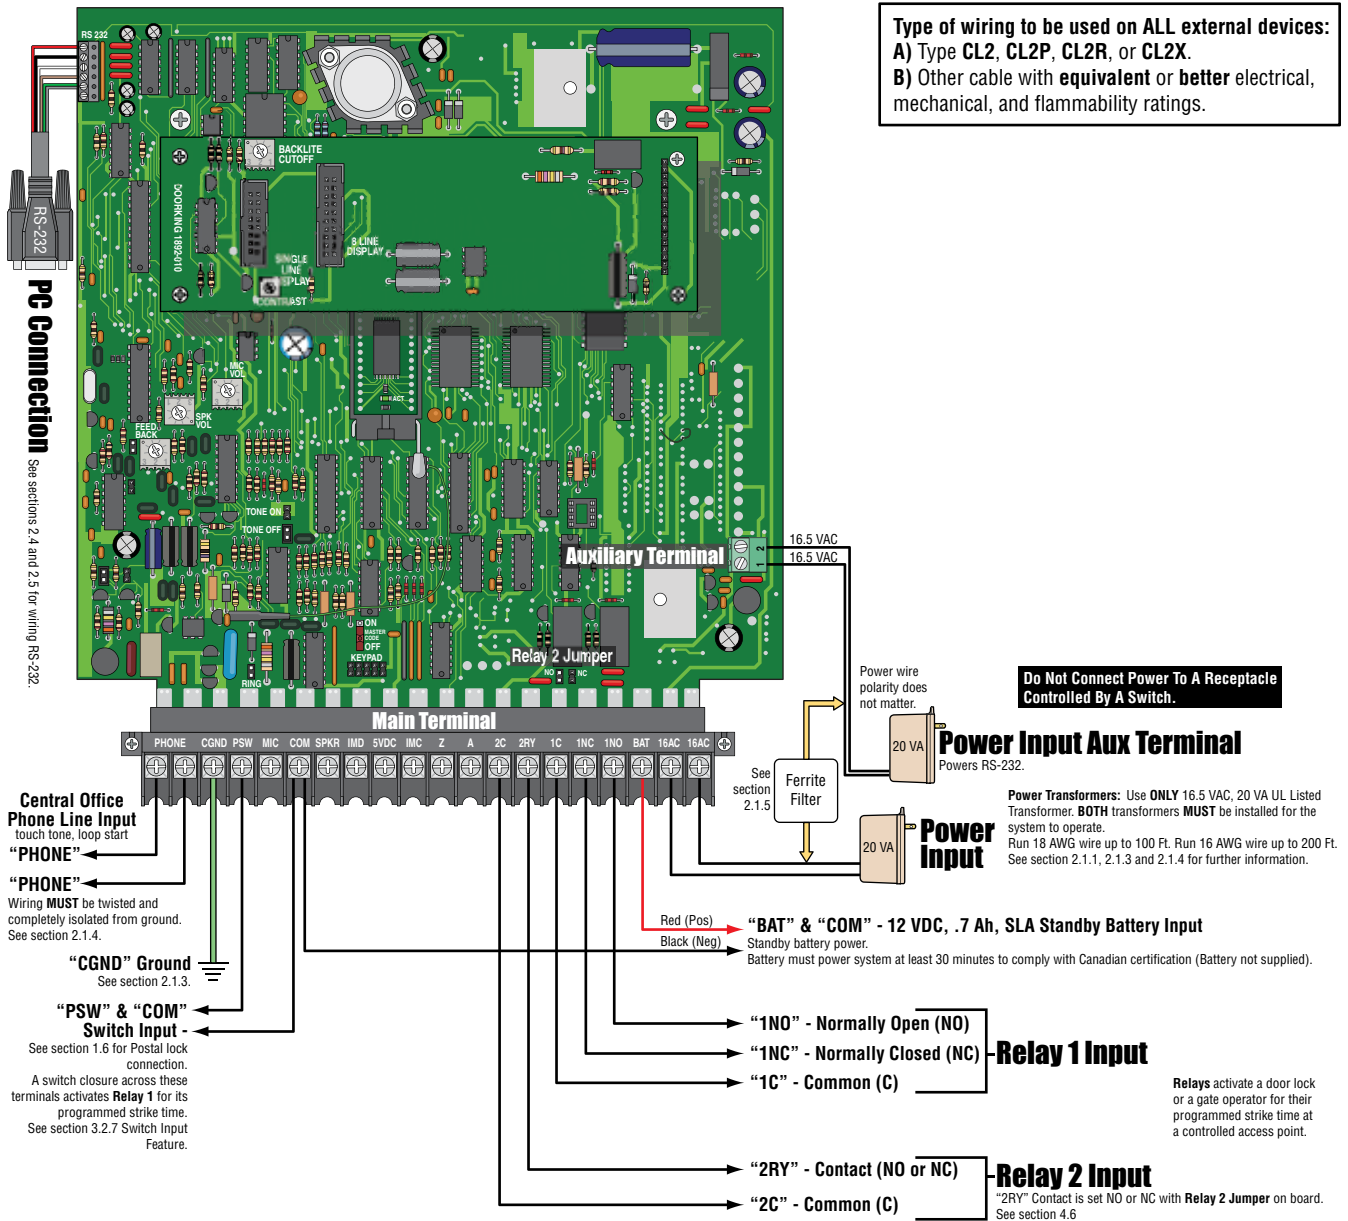 Type of wiring to be used on ALL external devices:
A) Type CL2, CL2P, CL2R, or CL2X.
B) Other cable with equivalent or better electrical,
mechanical, and flammability ratings.
RS 232
RS-232
PC Connection
See sections 2.4 and 2.5 for wiring RS-232.
BACKLITE
CUTOFF
DOORKING 1892-010
8 LINE
DISPLAY
SINGLE
LINE
DISPLAY
CONTRAST
MIC
VOL
SPK
VOL
FEED
BACK
ACT
TONE ON
TONE OFF
Auxiliary Terminal
2
1
16.5 VAC
16.5 VAC
ON
MASTER
CODE
OFF
KEYPAD
RING
Relay 2 Jumper
NO
NC
Main Terminal
PHONE CGND PSW MIC COM SPKR IMD 5VDC IMC Z A 2C 2RY 1C 1NC 1NO BAT 16AC 16AC
Power wire
polarity does
not matter.
Do Not Connect Power To A Receptacle
Controlled By A Switch.
20 VA
Power Input Aux Terminal
Powers RS-232.
See
section
2.1.5
Ferrite
Filter
20 VA
Power
Input
Power Transformers: Use ONLY 16.5 VAC, 20 VA UL Listed
Transformer. BOTH transformers MUST be installed for the
system to operate.
Run 18 AWG wire up to 100 Ft. Run 16 AWG wire up to 200 Ft.
See section 2.1.1, 2.1.3 and 2.1.4 for further information.
Central Office
Phone Line Input
touch tone, loop start
“PHONE”
“PHONE”
Wiring MUST be twisted and
completely isolated from ground.
See section 2.1.4.
“CGND” Ground
See section 2.1.3.
“PSW” & “COM”
Switch Input -
See section 1.6 for Postal lock
connection.
A switch closure across these
terminals activates Relay 1 for its
programmed strike time.
See section 3.2.7 Switch Input
Feature.
Red (Pos)
Black (Neg)
“BAT” & “COM” - 12 VDC, .7 Ah, SLA Standby Battery Input
Standby battery power.
Battery must power system at least 30 minutes to comply with Canadian certification (Battery not supplied).
“1NO” - Normally Open (NO)
“1NC” - Normally Closed (NC)
“1C” - Common (C)
Relay 1 Input
Relays activate a door lock
or a gate operator for their
programmed strike time at
a controlled access point.
“2RY” - Contact (NO or NC)
“2C” - Common (C)
Relay 2 Input
“2RY” Contact is set NO or NC with Relay 2 Jumper on board.
See section 4.6